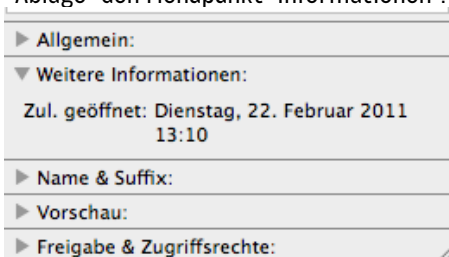 "Ablage" den Menüpunkt "Informationen".
Allgemein:
Weitere Informationen:
Zul. geöffnet: Dienstag, 22. Februar 2011
13:10
Name & Suffix:
Vorschau:
Freigabe & Zugriffsrechte: